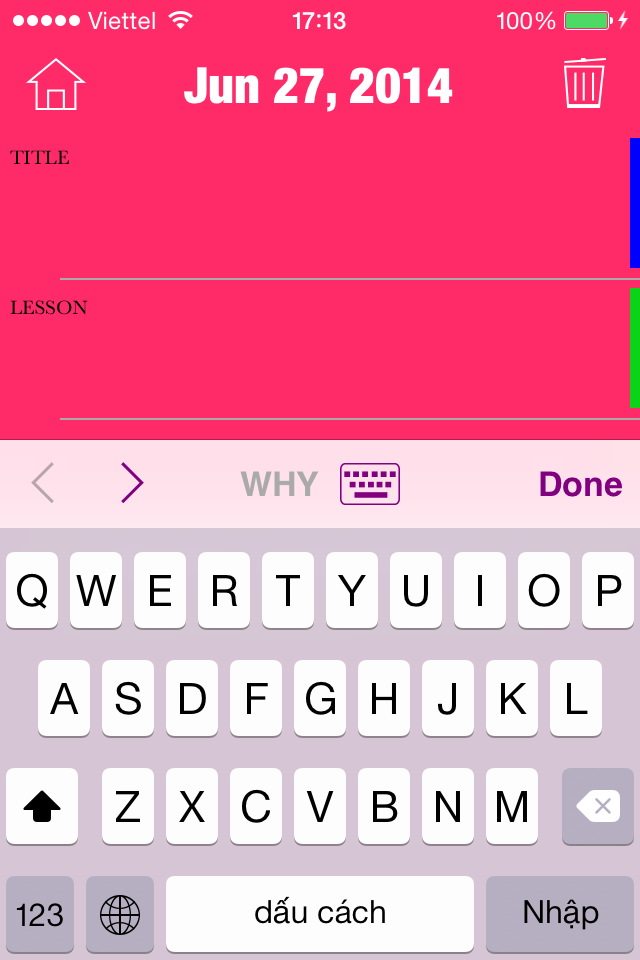 Viettel 17:13 100%
Jun 27, 2014
TITLE
LESSON
WHY Done
Q W E R T Y U I O P
A S D F G H J K L
Z X C V B N M
123 dấu cách Nhập